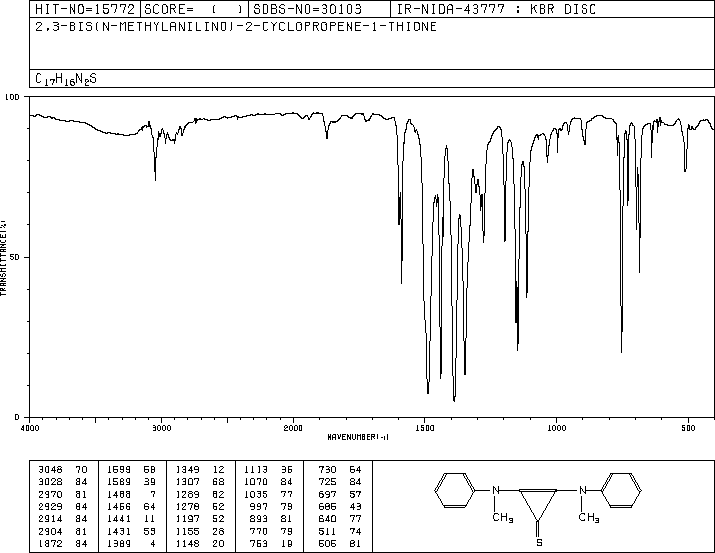 HIT-NO=15772 SCORE= ( ) SDBS-NO=30103 IR-NIDA-43777 : KBR DISC
2,3-BIS(N-METHYLANILINO)-2-CYCLOPROPENE-1-THIONE
C17H16N2S
100
50
0
TRANSMITTANCE(%)
4000 3000 2000 1500 1000 500
WAVENUMBER(-1)
3048 70 1599 58 1349 12 1113 36 730 64
3028 84 1589 39 1307 68 1070 84 725 84
2970 81 1488 7 1289 62 1035 77 697 57
2929 84 1456 64 1278 52 997 79 686 43
2914 84 1441 11 1197 52 893 81 640 77
2904 81 1431 53 1155 28 770 79 511 74
1872 84 1389 4 1148 20 753 19 506 81
N N
CH3 CH3
S